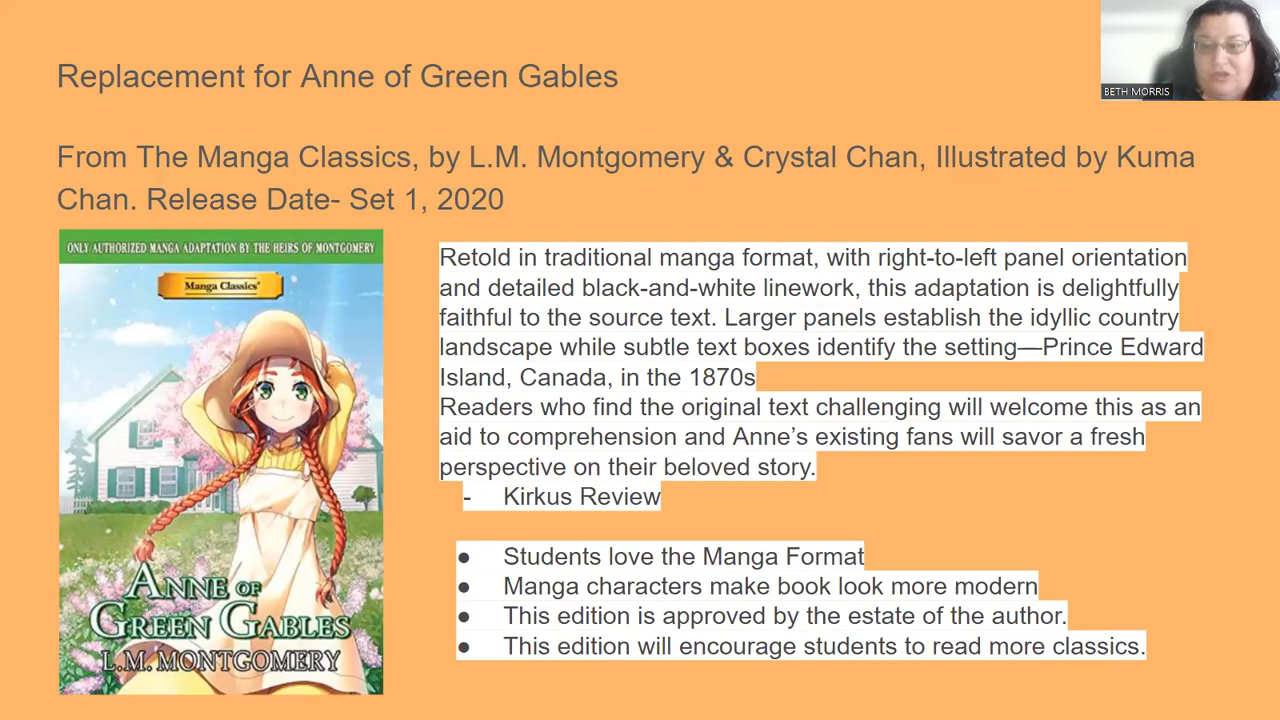 Replacement for Anne of Green Gables
BETH MORRIS
From The Manga Classics, by L.M. Montgomery & Crystal Chan, Illustrated by Kuma
Chan. Release Date- Set 1, 2020
ONLY AUTHORIZED MANGA ADAPTATION BY THE HEIRS OF MONTGOMERY
Manga Classics®
ANNE OF
GREEN GABLES
L.M. MONTGOMERY
Retold in traditional manga format, with right-to-left panel orientation
and detailed black-and-white linework, this adaptation is delightfully
faithful to the source text. Larger panels establish the idyllic country
landscape while subtle text boxes identify the setting—Prince Edward
Island, Canada, in the 1870s
Readers who find the original text challenging will welcome this as an
aid to comprehension and Anne’s existing fans will savor a fresh
perspective on their beloved story.
- Kirkus Review
● Students love the Manga Format
● Manga characters make book look more modern
● This edition is approved by the estate of the author.
● This edition will encourage students to read more classics.